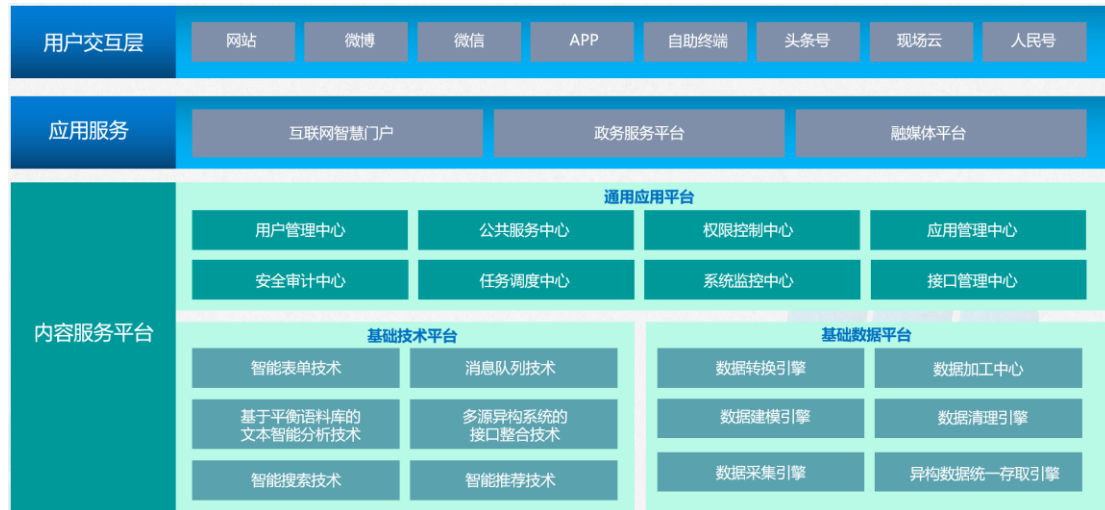 用户交互层
网站
微博
微信
APP
自助终端
头条号
现场云
人民号
应用服务
互联网智慧门户
政务服务平台
融媒体平台
内容服务平台
通用应用平台
用户管理中心
公共服务中心
权限控制中心
应用管理中心
安全审计中心
任务调度中心
系统监控中心
接口管理中心
基础技术平台
智能表单技术
消息队列技术
基于平衡语料库的
文本智能分析技术
多源异构系统的
接口整合技术
智能搜索技术
智能推荐技术
基础数据平台
数据转换引擎
数据加工中心
数据建模引擎
数据清理引擎
数据采集引擎
异构数据统一存取引擎